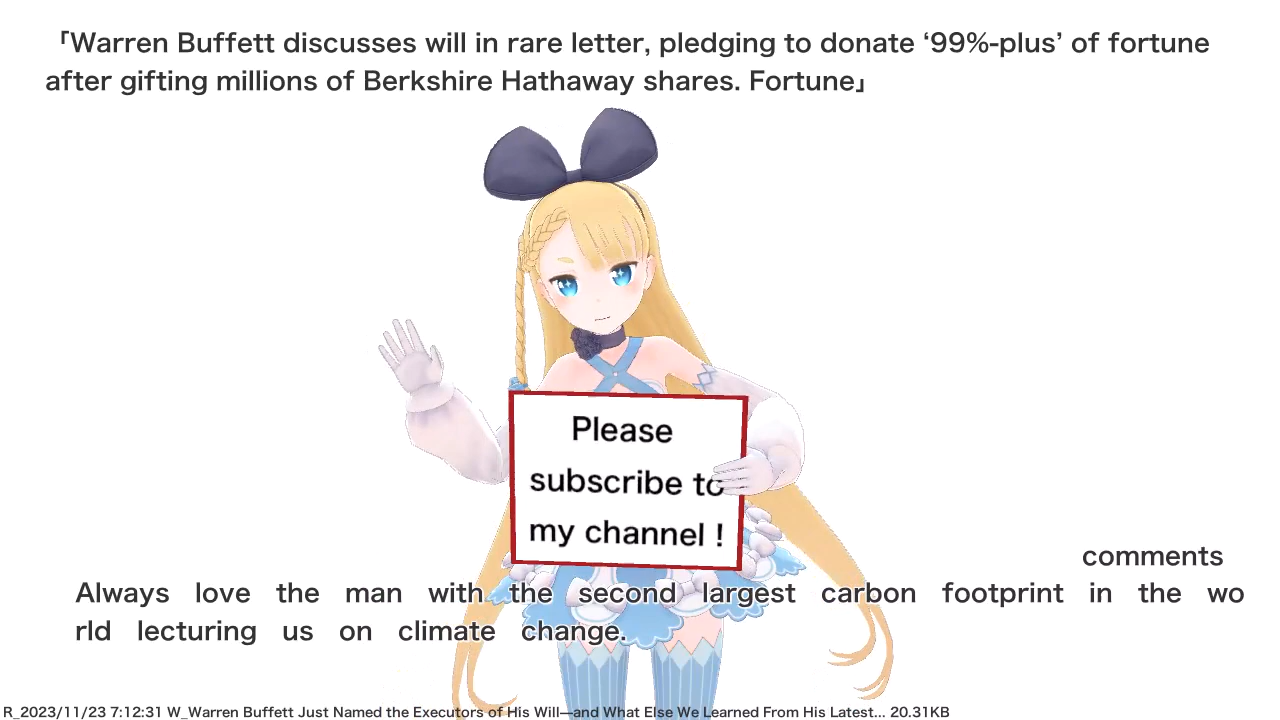 「Warren Buffett discusses will in rare letter, pledging to donate ‘99%-plus’ of fortune
after gifting millions of Berkshire Hathaway shares. Fortune」
Please
subscribe to
my channel !
comments
Always love the man with the second largest carbon footprint in the wo
rld lecturing us on climate change.
R_2023/11/23 7:12:31 W_Warren Buffett Just Named the Executors of His Will—and What Else We Learned From His Latest... 20.31KB